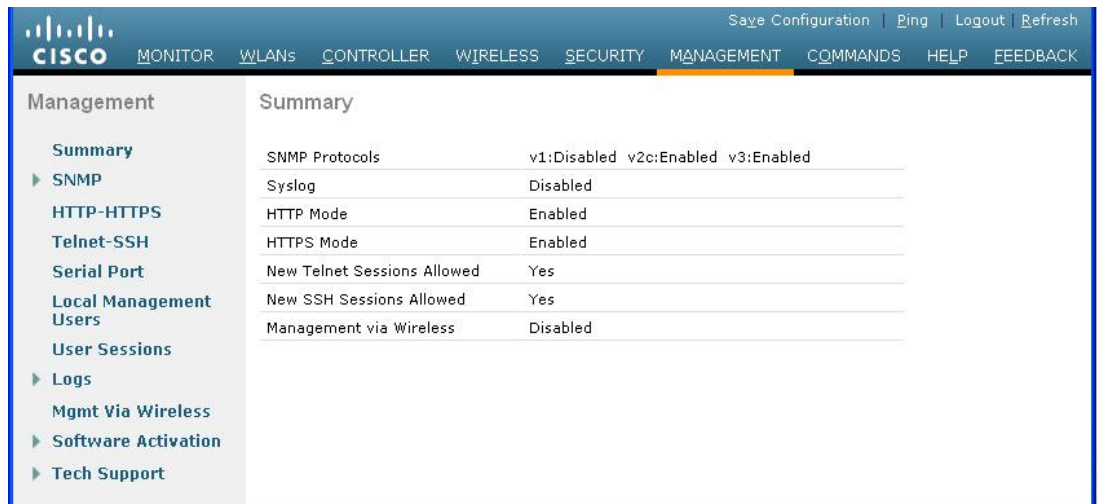 Save Configuration | Ping | Logout | Refresh
CISCO MONITOR WLANs CONTROLLER WIRELESS SECURITY MANAGEMENT COMMANDS HELP FEEDBACK
Management
Summary
SNMP
HTTP-HTTPS
Telnet-SSH
Serial Port
Local Management
Users
User Sessions
Logs
Mgmt Via Wireless
Software Activation
Tech Support
Summary
SNMP Protocols v1:Disabled v2c:Enabled v3:Enabled
Syslog Disabled
HTTP Mode Enabled
HTTPS Mode Enabled
New Telnet Sessions Allowed Yes
New SSH Sessions Allowed Yes
Management via Wireless Disabled